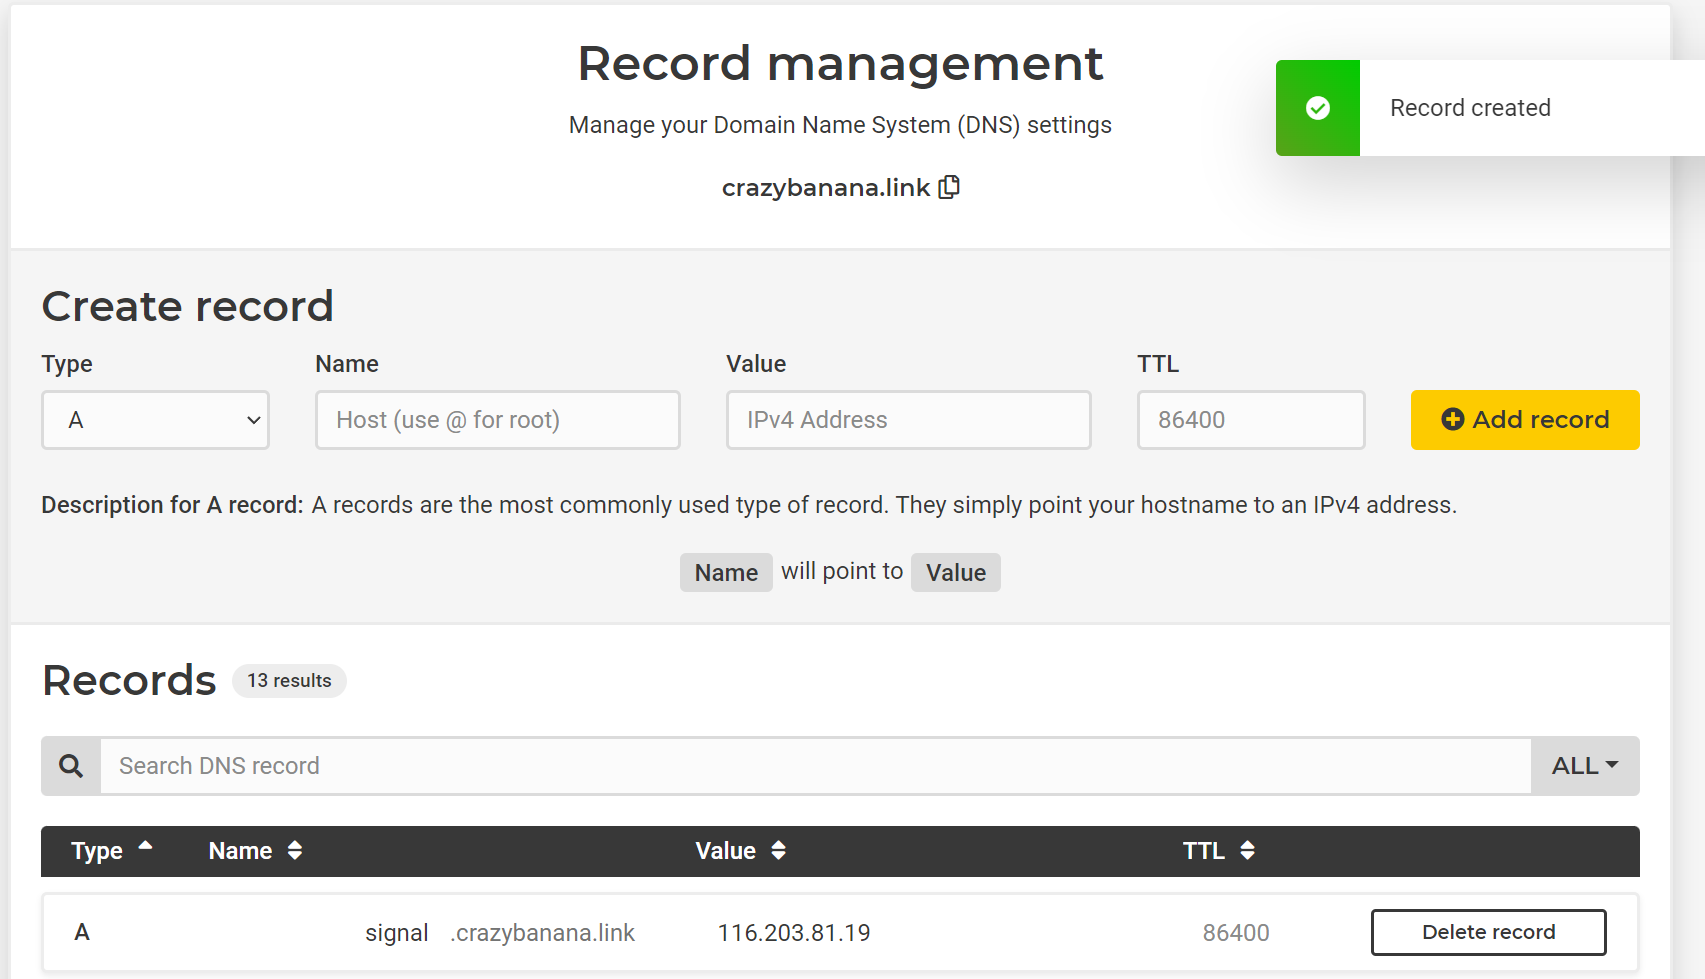 Record management
Record created
Manage your Domain Name System (DNS) settings
crazybanana.link
Create record
Type Name Value TTL
A Host (use @ for root) IPv4 Address 86400 Add record
Description for A record: A records are the most commonly used type of record. They simply point your hostname to an IPv4 address.
Name will point to Value
Records 13 results
Search DNS record ALL
Type Name Value TTL
A signal .crazybanana.link 116.203.81.19 86400 Delete record